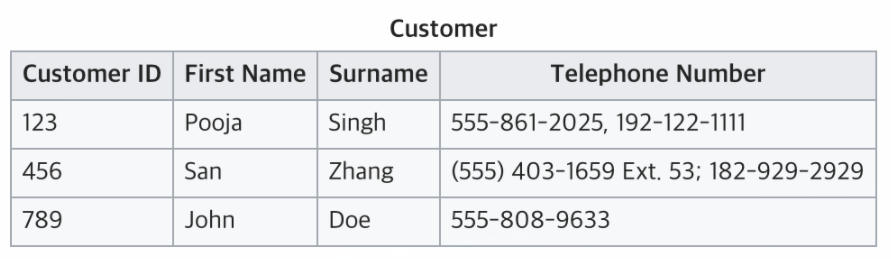 Customer
Customer ID First Name Surname Telephone Number
123 Pooja Singh 555-861-2025, 192-122-1111
456 San Zhang (555) 403-1659 Ext. 53; 182-929-2929
789 John Doe 555-808-9633